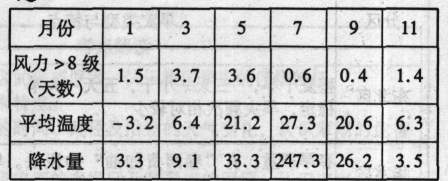 月份 1 3 5 7 9 11
风力>8级
(天数) 1.5 3.7 3.6 0.6 0.4 1.4
平均温度 -3.2 6.4 21.2 27.3 20.6 6.3
降水量 3.3 9.1 33.3 247.3 26.2 3.5